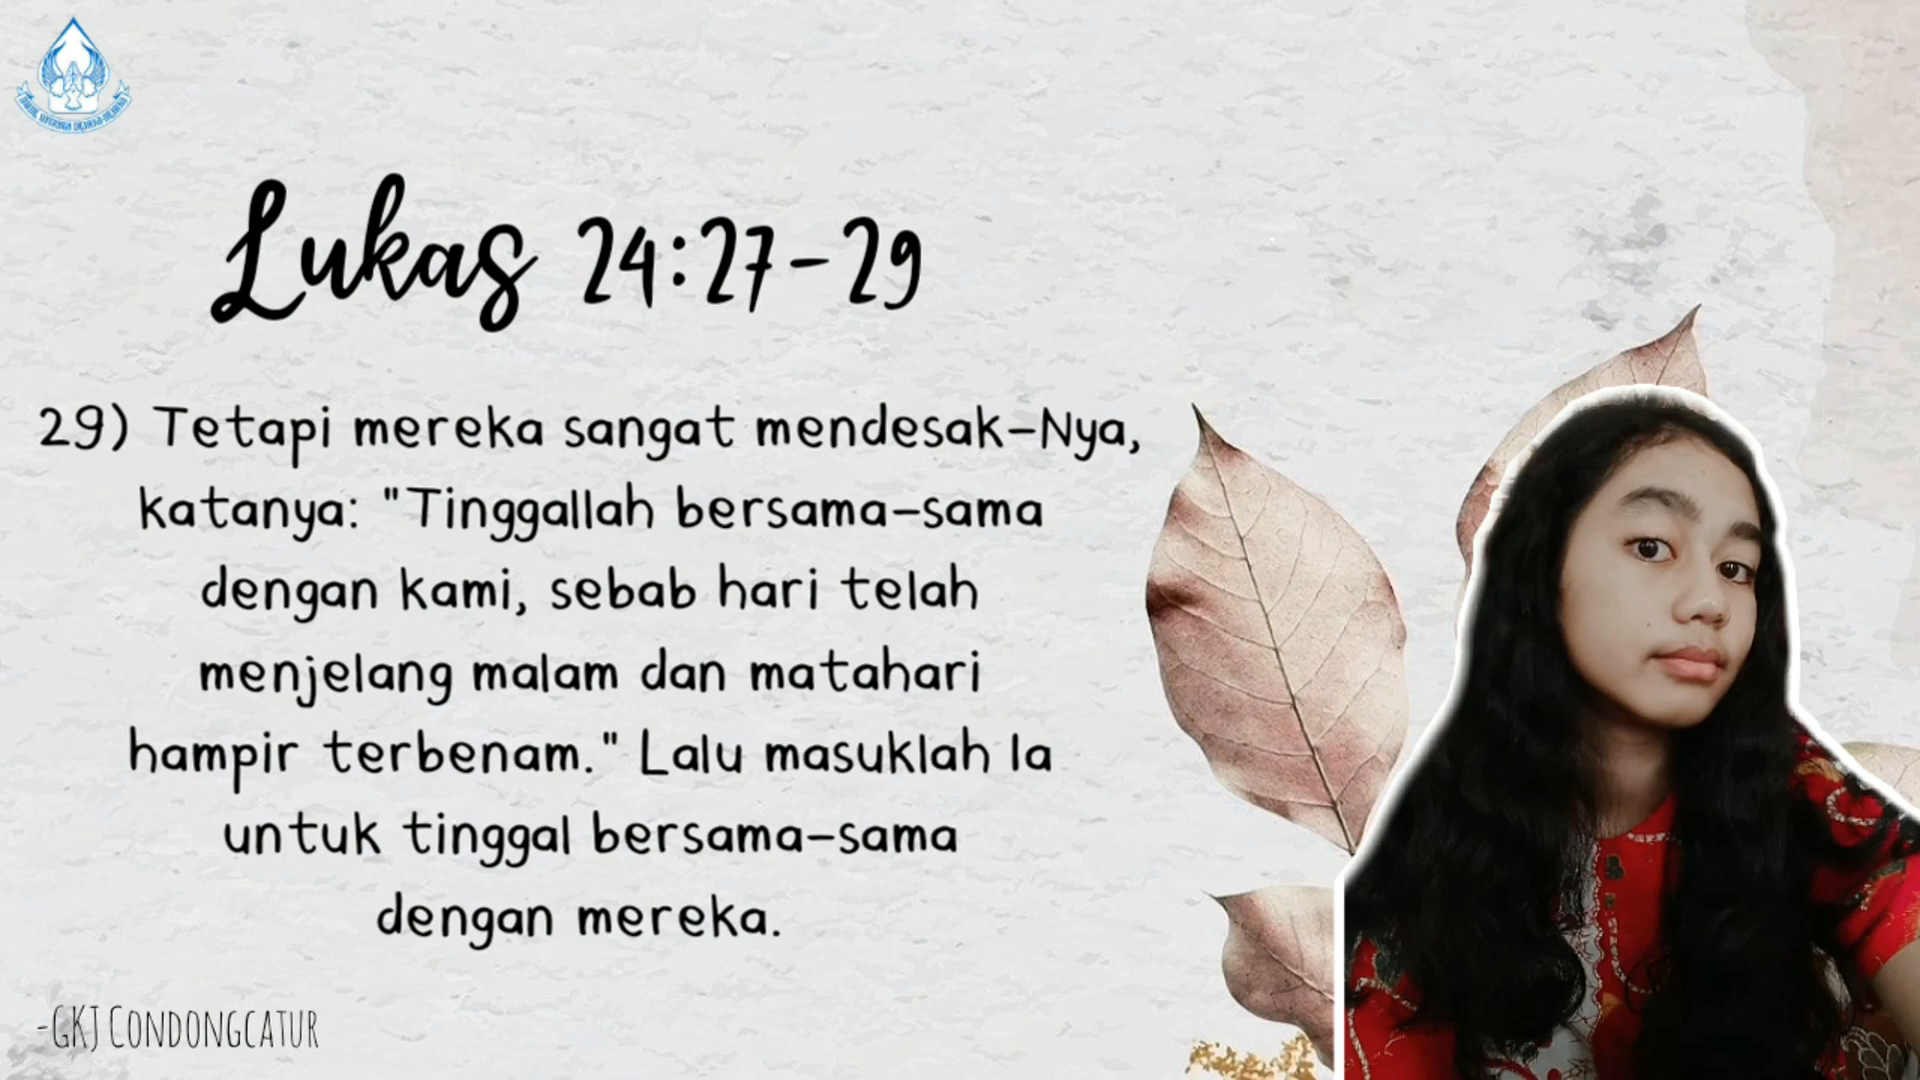 Lukas 24:27-29
29) Tetapi mereka sangat mendesak-Nya,
katanya: "Tinggallah bersama-sama
dengan kami, sebab hari telah
menjelang malam dan matahari
hampir terbenam." Lalu masuklah Ia
untuk tinggal bersama-sama
dengan mereka.
-GKJ Condongcatur